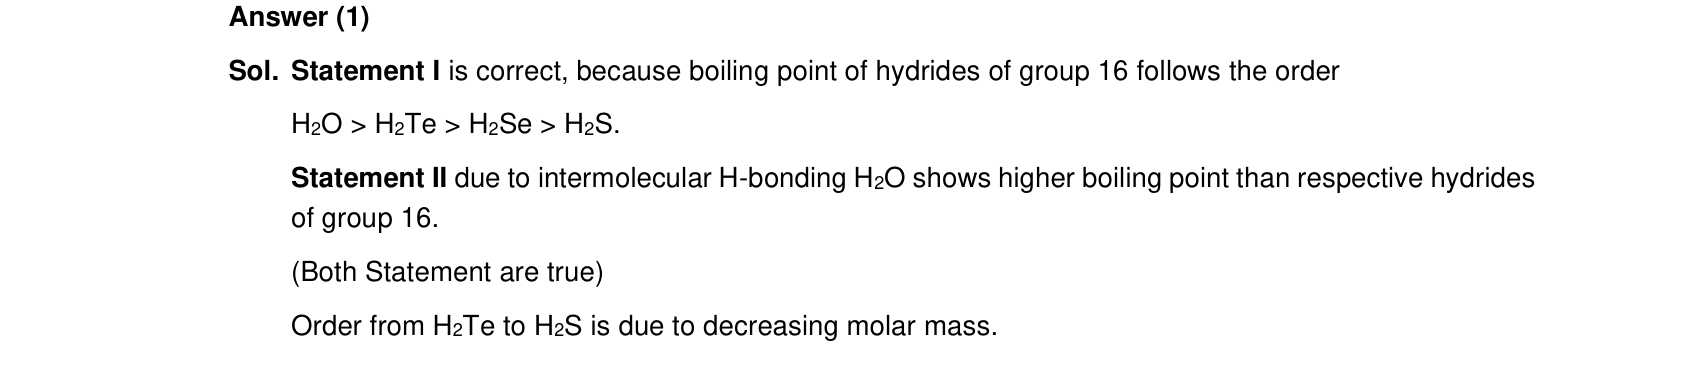 Answer (1)
Sol. Statement I is correct, because boiling point of hydrides of group 16 follows the order
H₂O > H₂Te > H₂Se > H₂S.
Statement II due to intermolecular H-bonding H₂O shows higher boiling point than respective hydrides
of group 16.
(Both Statement are true)
Order from H₂Te to H₂S is due to decreasing molar mass.